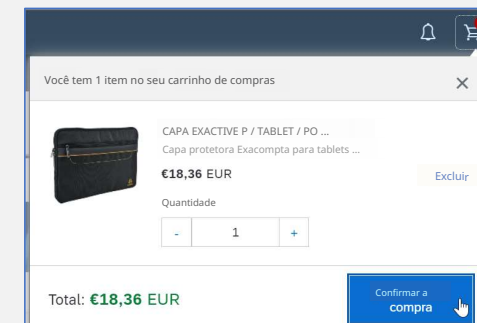 Você tem 1 item no seu carrinho de compras
CAPA EXACTIVE P / TABLET / PO ...
Capa protetora Exacompta para tablets ...
€18,36 EUR
Excluir
Quantidade
- 1 +
Total: €18,36 EUR
Confirmar a
compra